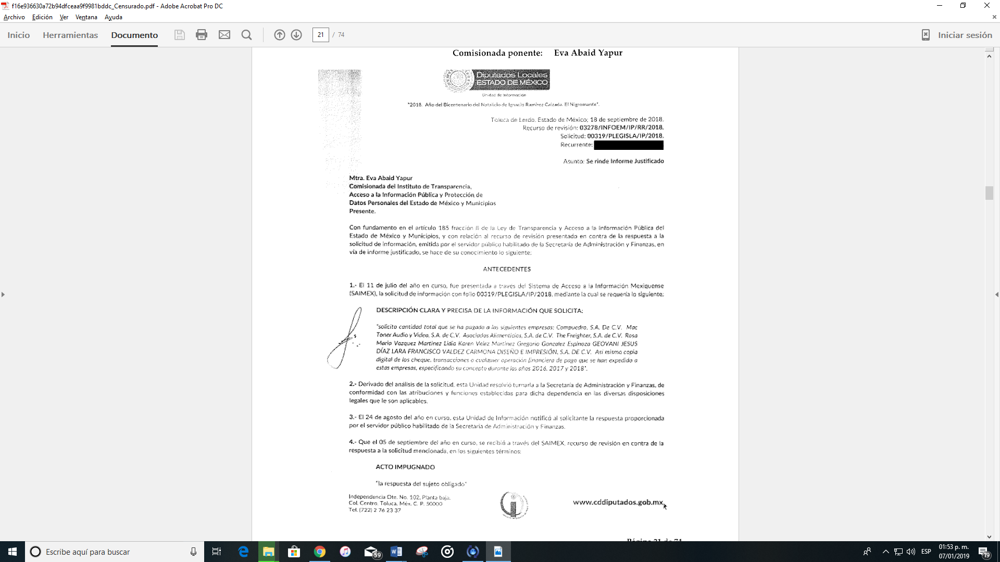 f16e936630a72b94dfceaa9f9981bddc_Censurado.pdf - Adobe Acrobat Pro DC
Archivo Edición Ver Ventana Ayuda
Inicio Herramientas Documento 21 / 74 Iniciar sesión
Comisionada ponente: Eva Abaid Yapur
Diputados Locales
ESTADO DE MÉXICO
Unidad de Información
"2018. Año del Bicentenario del Natalicio de Ignacio Ramírez Calzada, El Nigromante".
Toluca de Lerdo, Estado de México; 18 de septiembre de 2018.
Recurso de revisión: 03278/INFOEM/IP/RR/2018.
Solicitud: 00319/PLEGISLA/IP/2018.
Recurrente:
Asunto: Se rinde Informe Justificado
Mtra. Eva Abaid Yapur
Comisionada del Instituto de Transparencia,
Acceso a la Información Pública y Protección de
Datos Personales del Estado de México y Municipios
Presente.
Con fundamento en el artículo 185 fracción II de la Ley de Transparencia y Acceso a la Información Pública del
Estado de México y Municipios, y con relación al recurso de revisión presentado en contra de la respuesta a la
solicitud de información, emitida por el servidor público habilitado de la Secretaría de Administración y Finanzas, en
vía de informe justificado, se hace de su conocimiento lo siguiente:
ANTECEDENTES
1.- El 11 de julio del año en curso, fue presentada a través del Sistema de Acceso a la Información Mexiquense
(SAIMEX), la solicitud de información con folio 00319/PLEGISLA/IP/2018, mediante la cual se requería lo siguiente:
DESCRIPCIÓN CLARA Y PRECISA DE LA INFORMACIÓN QUE SOLICITA:
"solicito cantidad total que se ha pagado a las siguientes empresas: Compuedro, S.A. De C.V. Mac
Toner Audio y Video, S.A. de C.V. Asociados Alimenticios, S.A. de C.V. The Freighter, S.A. de C.V. Rosa
Maria Vazquez Martinez Lidía Karen Velez Martinez Gregorio Gonzalez Espinoza GEOVANI JESUS
DÍAZ LARA FRANCISCO VALDEZ CARMONA DISEÑO E IMPRESIÓN, S.A. DE C.V. Así mismo copia
digital de los cheque, transacciones o cualquier operación financiera de pago que se han expedido a
estas empresas, especificando su concepto durante los años 2016, 2017 y 2018".
2.- Derivado del análisis de la solicitud, esta Unidad resolvió turnarla a la Secretaría de Administración y Finanzas, de
conformidad con las atribuciones y funciones establecidas para dicha dependencia en las diversas disposiciones
legales que le son aplicables.
3.- El 24 de agosto del año en curso, esta Unidad de Información notificó al solicitante la respuesta proporcionada
por el servidor público habilitado de la Secretaría de Administración y Finanzas.
4.- Que el 05 de septiembre del año en curso, se recibió a través del SAIMEX, recurso de revisión en contra de la
respuesta a la solicitud mencionada, en los siguientes términos:
ACTO IMPUGNADO
"la respuesta del sujeto obligado"
Independencia Ote. No. 102, Planta baja.
Col. Centro, Toluca, Méx. C. P. 50000
Tel. (722) 2 76 23 37
www.cddiputados.gob.mx
Página 21 de 74
Escribe aquí para buscar
59
ESP
01:53 p. m.
07/01/2019
19